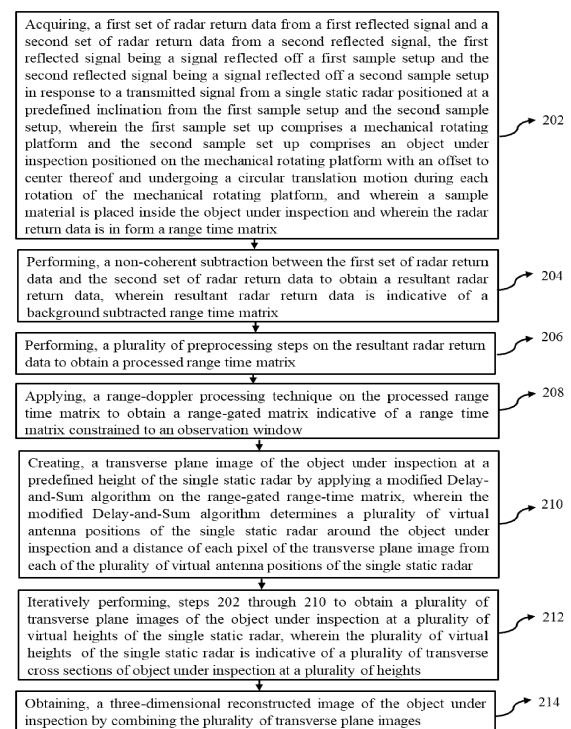 Acquiring, a first set of radar return data from a first reflected signal and a
second set of radar return data from a second reflected signal, the first
reflected signal being a signal reflected off a first sample setup and the
second reflected signal being a signal reflected off a second sample setup
in response to a transmitted signal from a single static radar positioned at a
predefined inclination from the first sample setup and the second sample
setup, wherein the first sample set up comprises a mechanical rotating
platform and the second sample set up comprises an object under
inspection positioned on the mechanical rotating platform with an offset to
center thereof and undergoing a circular translation motion during each
rotation of the mechanical rotating platform, and wherein a sample
material is placed inside the object under inspection and wherein the radar
return data is in form a range time matrix
202
Performing, a non-coherent subtraction between the first set of radar return
data and the second set of radar return data to obtain a resultant radar
return data, wherein resultant radar return data is indicative of a
background subtracted range time matrix
204
Performing, a plurality of preprocessing steps on the resultant radar return
data to obtain a processed range time matrix
206
Applying, a range-doppler processing technique on the processed range
time matrix to obtain a range-gated matrix indicative of a range time
matrix constrained to an observation window
208
Creating, a transverse plane image of the object under inspection at a
predefined height of the single static radar by applying a modified Delay-
and-Sum algorithm on the range-gated range-time matrix, wherein the
modified Delay-and-Sum algorithm determines a plurality of virtual
antenna positions of the single static radar around the object under
inspection and a distance of each pixel of the transverse plane image from
each of the plurality of virtual antenna positions of the single static radar
210
Iteratively performing, steps 202 through 210 to obtain a plurality of
transverse plane images of the object under inspection at a plurality of
virtual heights of the single static radar, wherein the plurality of virtual
heights of the single static radar is indicative of a plurality of transverse
cross sections of object under inspection at a plurality of heights
212
Obtaining, a three-dimensional reconstructed image of the object under
inspection by combining the plurality of transverse plane images
214